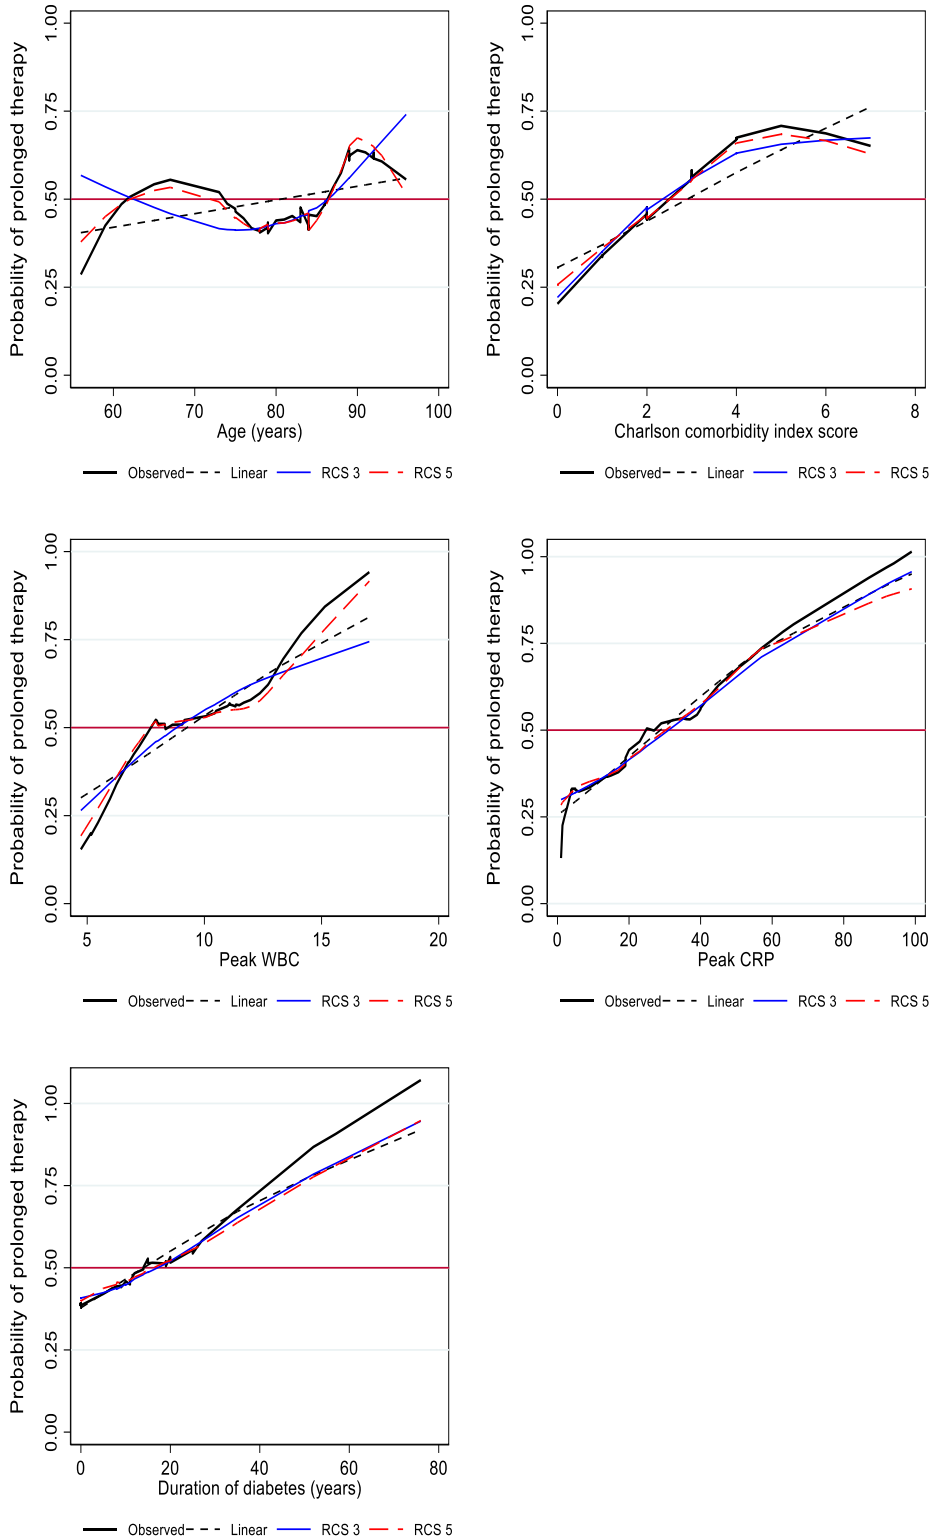 Probability of prolonged therapy
1.00
0.75
0.50
0.25
0.00
60 70 80 90 100
Age (years)
Observed Linear RCS 3 RCS 5
Probability of prolonged therapy
1.00
0.75
0.50
0.25
0.00
0 2 4 6 8
Charlson comorbidity index score
Observed Linear RCS 3 RCS 5
Probability of prolonged therapy
1.00
0.75
0.50
0.25
0.00
5 10 15 20
Peak WBC
Observed Linear RCS 3 RCS 5
Probability of prolonged therapy
1.00
0.75
0.50
0.25
0.00
0 20 40 60 80 100
Peak CRP
Observed Linear RCS 3 RCS 5
Probability of prolonged therapy
1.00
0.75
0.50
0.25
0.00
0 20 40 60 80
Duration of diabetes (years)
Observed Linear RCS 3 RCS 5